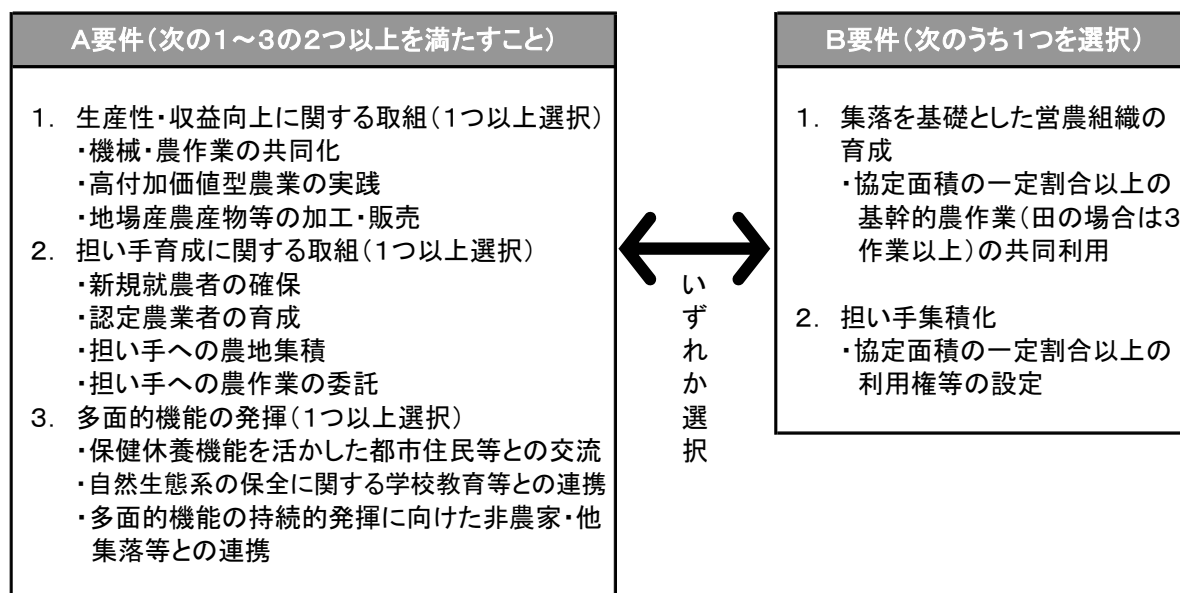 A要件(次の1~3の2つ以上を満たすこと)
1. 生産性・収益向上に関する取組(1つ以上選択)
・機械・農作業の共同化
・高付加価値型農業の実践
・地場産農産物等の加工・販売
2. 担い手育成に関する取組(1つ以上選択)
・新規就農者の確保
・認定農業者の育成
・担い手への農地集積
・担い手への農作業の委託
3. 多面的機能の発揮(1つ以上選択)
・保健休養機能を活かした都市住民等との交流
・自然生態系の保全に関する学校教育等との連携
・多面的機能の持続的発揮に向けた非農家・他
集落等との連携
いずれか選択
B要件(次のうち1つを選択)
1. 集落を基礎とした営農組織の
育成
・協定面積の一定割合以上の
基幹的農作業(田の場合は3
作業以上)の共同利用
2. 担い手集積化
・協定面積の一定割合以上の
利用権等の設定